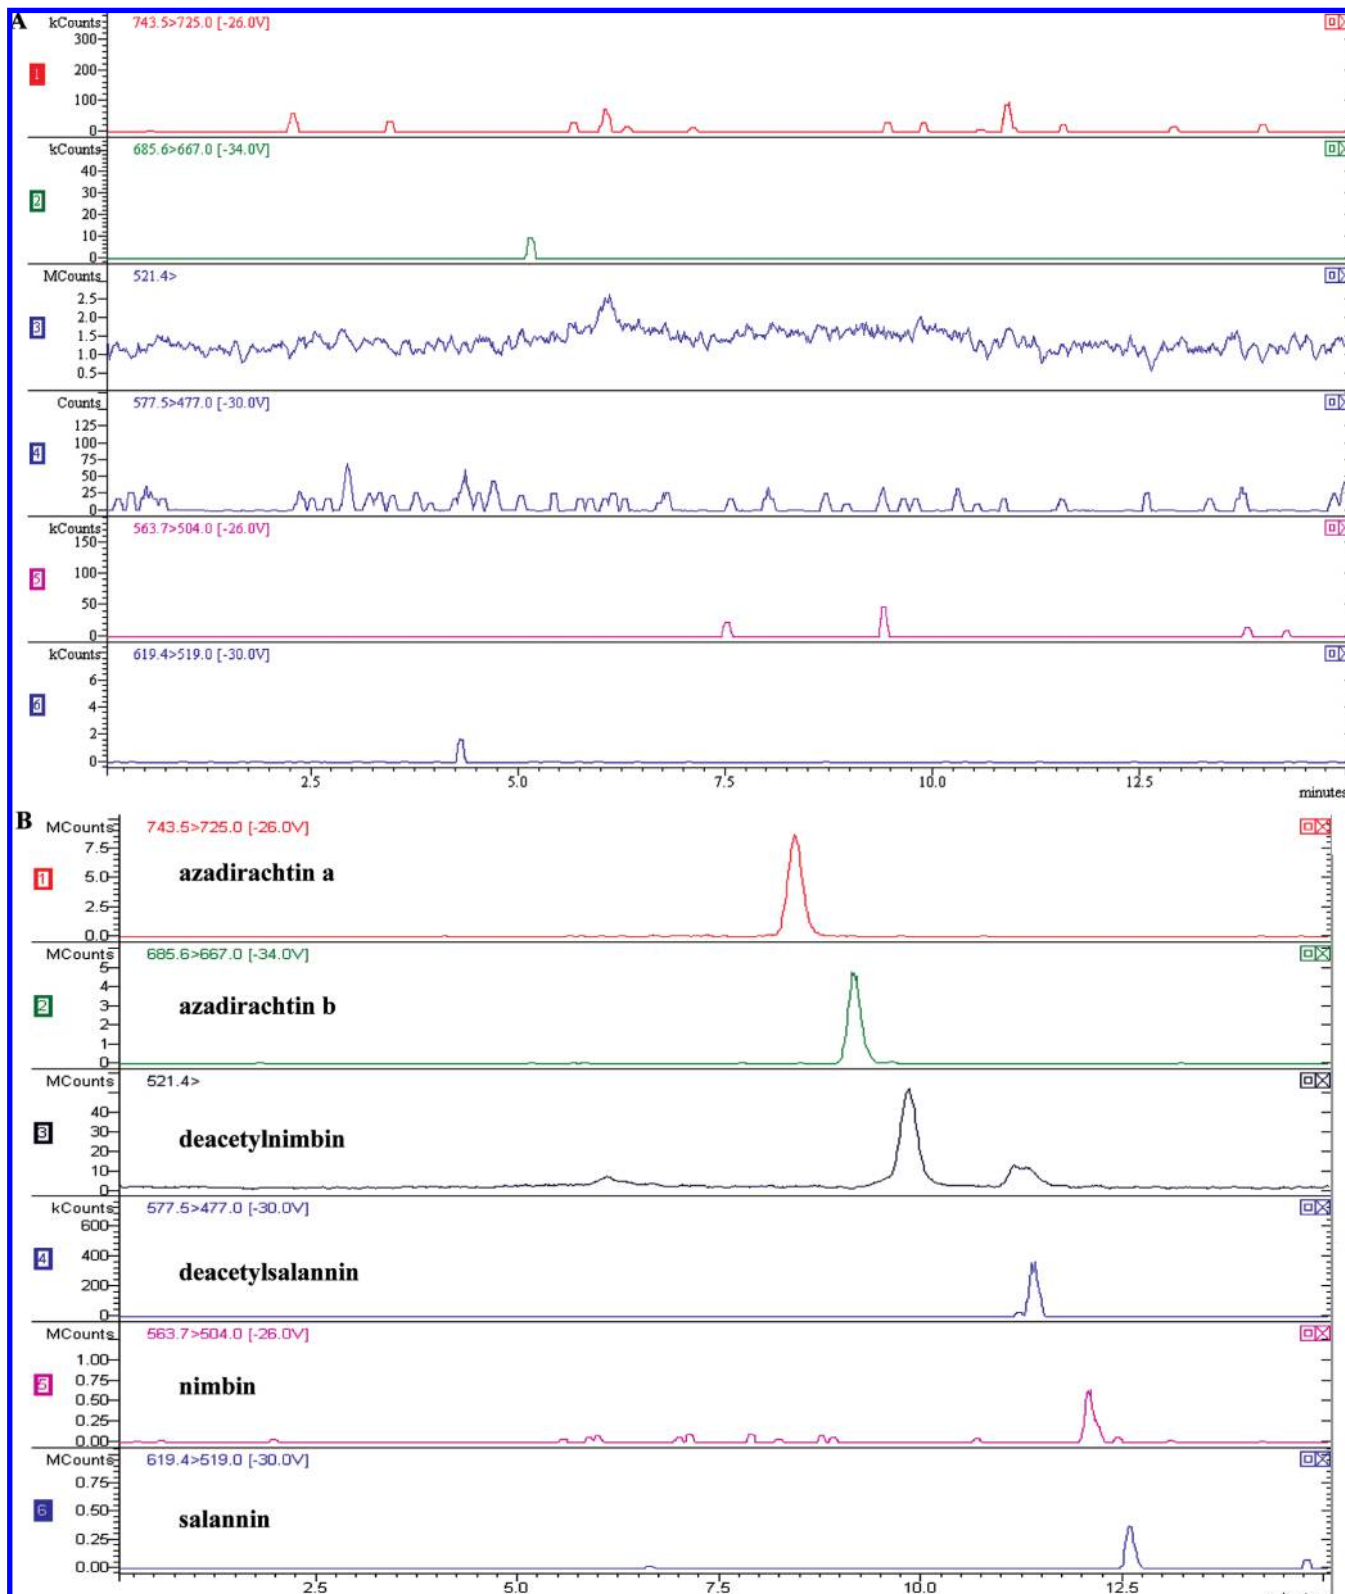 A
kCounts 743.5>725.0 [-26.0V]
300
200
1
100
0
kCounts 685.6>667.0 [-34.0V]
40
30
2
20
10
0
MCounts 521.4>
2.5
2.0
3
1.5
1.0
0.5
Counts 577.5>477.0 [-30.0V]
125
100
4
75
50
25
0
kCounts 563.7>504.0 [-26.0V]
150
100
5
50
0
kCounts 619.4>519.0 [-30.0V]
6
4
6
2
0
2.5 5.0 7.5 10.0 12.5
minutes
B
MCounts 743.5>725.0 [-26.0V]
7.5
azadirachtin a
1
5.0
2.5
0.0
MCounts 685.6>667.0 [-34.0V]
5
4
2
azadirachtin b
3
2
1
0
MCounts 521.4>
40
3
30
deacetylnimbin
20
10
0
kCounts 577.5>477.0 [-30.0V]
600
4
400
deacetylsalannin
200
0
MCounts 563.7>504.0 [-26.0V]
1.00
5
0.75
nimbin
0.50
0.25
0.00
MCounts 619.4>519.0 [-30.0V]
0.75
6
0.50
salannin
0.25
0.00
2.5 5.0 7.5 10.0 12.5